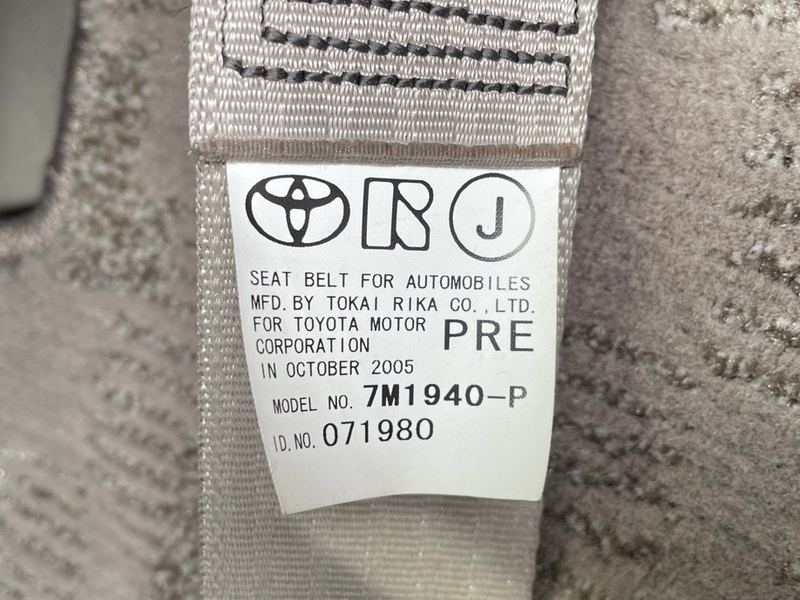 R J
SEAT BELT FOR AUTOMOBILES
MFD. BY TOKAI RIKA CO., LTD.
FOR TOYOTA MOTOR
CORPORATION PRE
IN OCTOBER 2005
MODEL NO. 7M1940-P
ID.NO. 071980